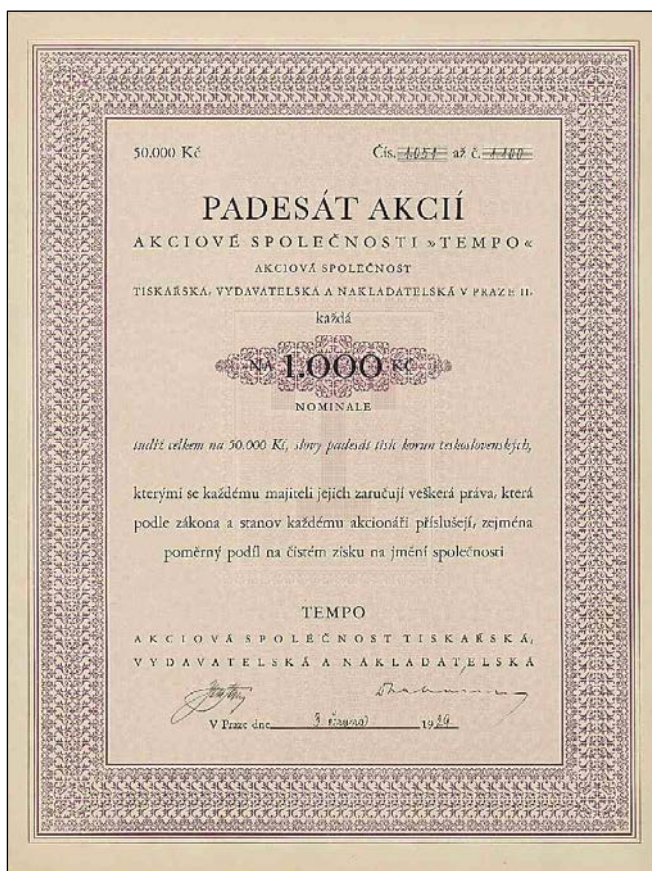 50.000 Kč Čís. 1051 až č. 1100
PADESÁT AKCIÍ
AKCIOVÉ SPOLEČNOSTI »TEMPO«
AKCIOVÁ SPOLEČNOST
TISKAŘSKÁ, VYDAVATELSKÁ A NAKLADATELSKÁ V PRAZE II.
každá
NA 1.000 KČ
NOMINALE
tudíž celkem na 50.000 Kč, slovy padesát tisíc korun československých,
kterými se každému majiteli jejich zaručují veškerá práva, která
podle zákona a stanov každému akcionáři příslušejí, zejména
poměrný podíl na čistém zisku na jmění společnosti
TEMPO
AKCIOVÁ SPOLEČNOST TISKAŘSKÁ,
VYDAVATELSKÁ A NAKLADATELSKÁ
V Praze dne 3. 1929